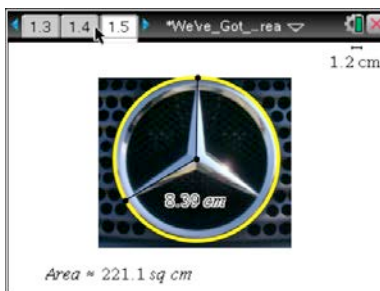 1.3 1.4 1.5 *We've_Got_...rea
1.2 cm
8.39 cm
Area ≈ 221.1 sq cm